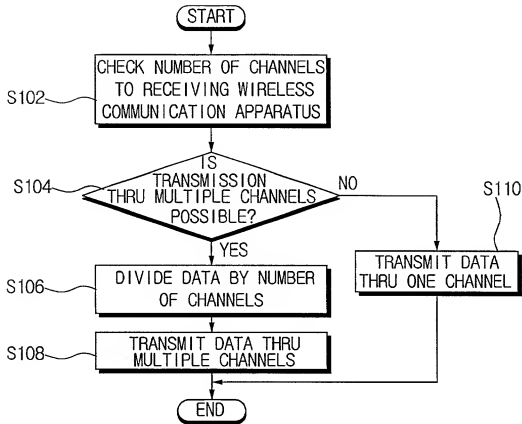 START
S102
CHECK NUMBER OF CHANNELS
TO RECEIVING WIRELESS
COMMUNICATION APPARATUS
S104
IS
TRANSMISSION
THRU MULTIPLE CHANNELS
POSSIBLE?
NO
YES
S110
TRANSMIT DATA
THRU ONE CHANNEL
S106
DIVIDE DATA BY NUMBER
OF CHANNELS
S108
TRANSMIT DATA THRU
MULTIPLE CHANNELS
END